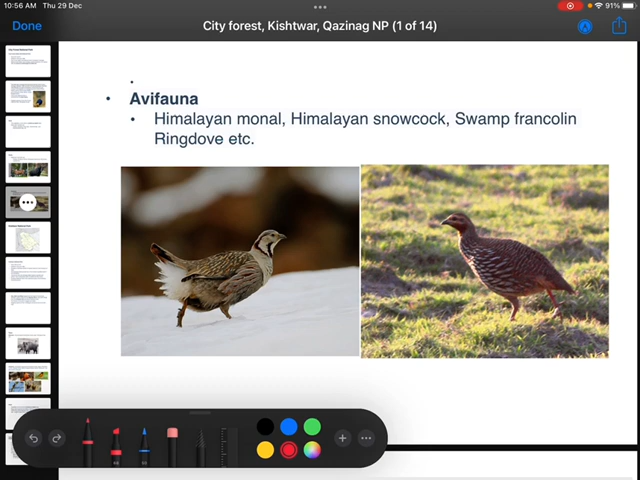 10:56 AM Thu 29 Dec
91%
Done
City forest, Kishtwar, Qazinag NP (1 of 14)
• Avifauna
• Himalayan monal, Himalayan snowcock, Swamp francolin
Ringdove etc.